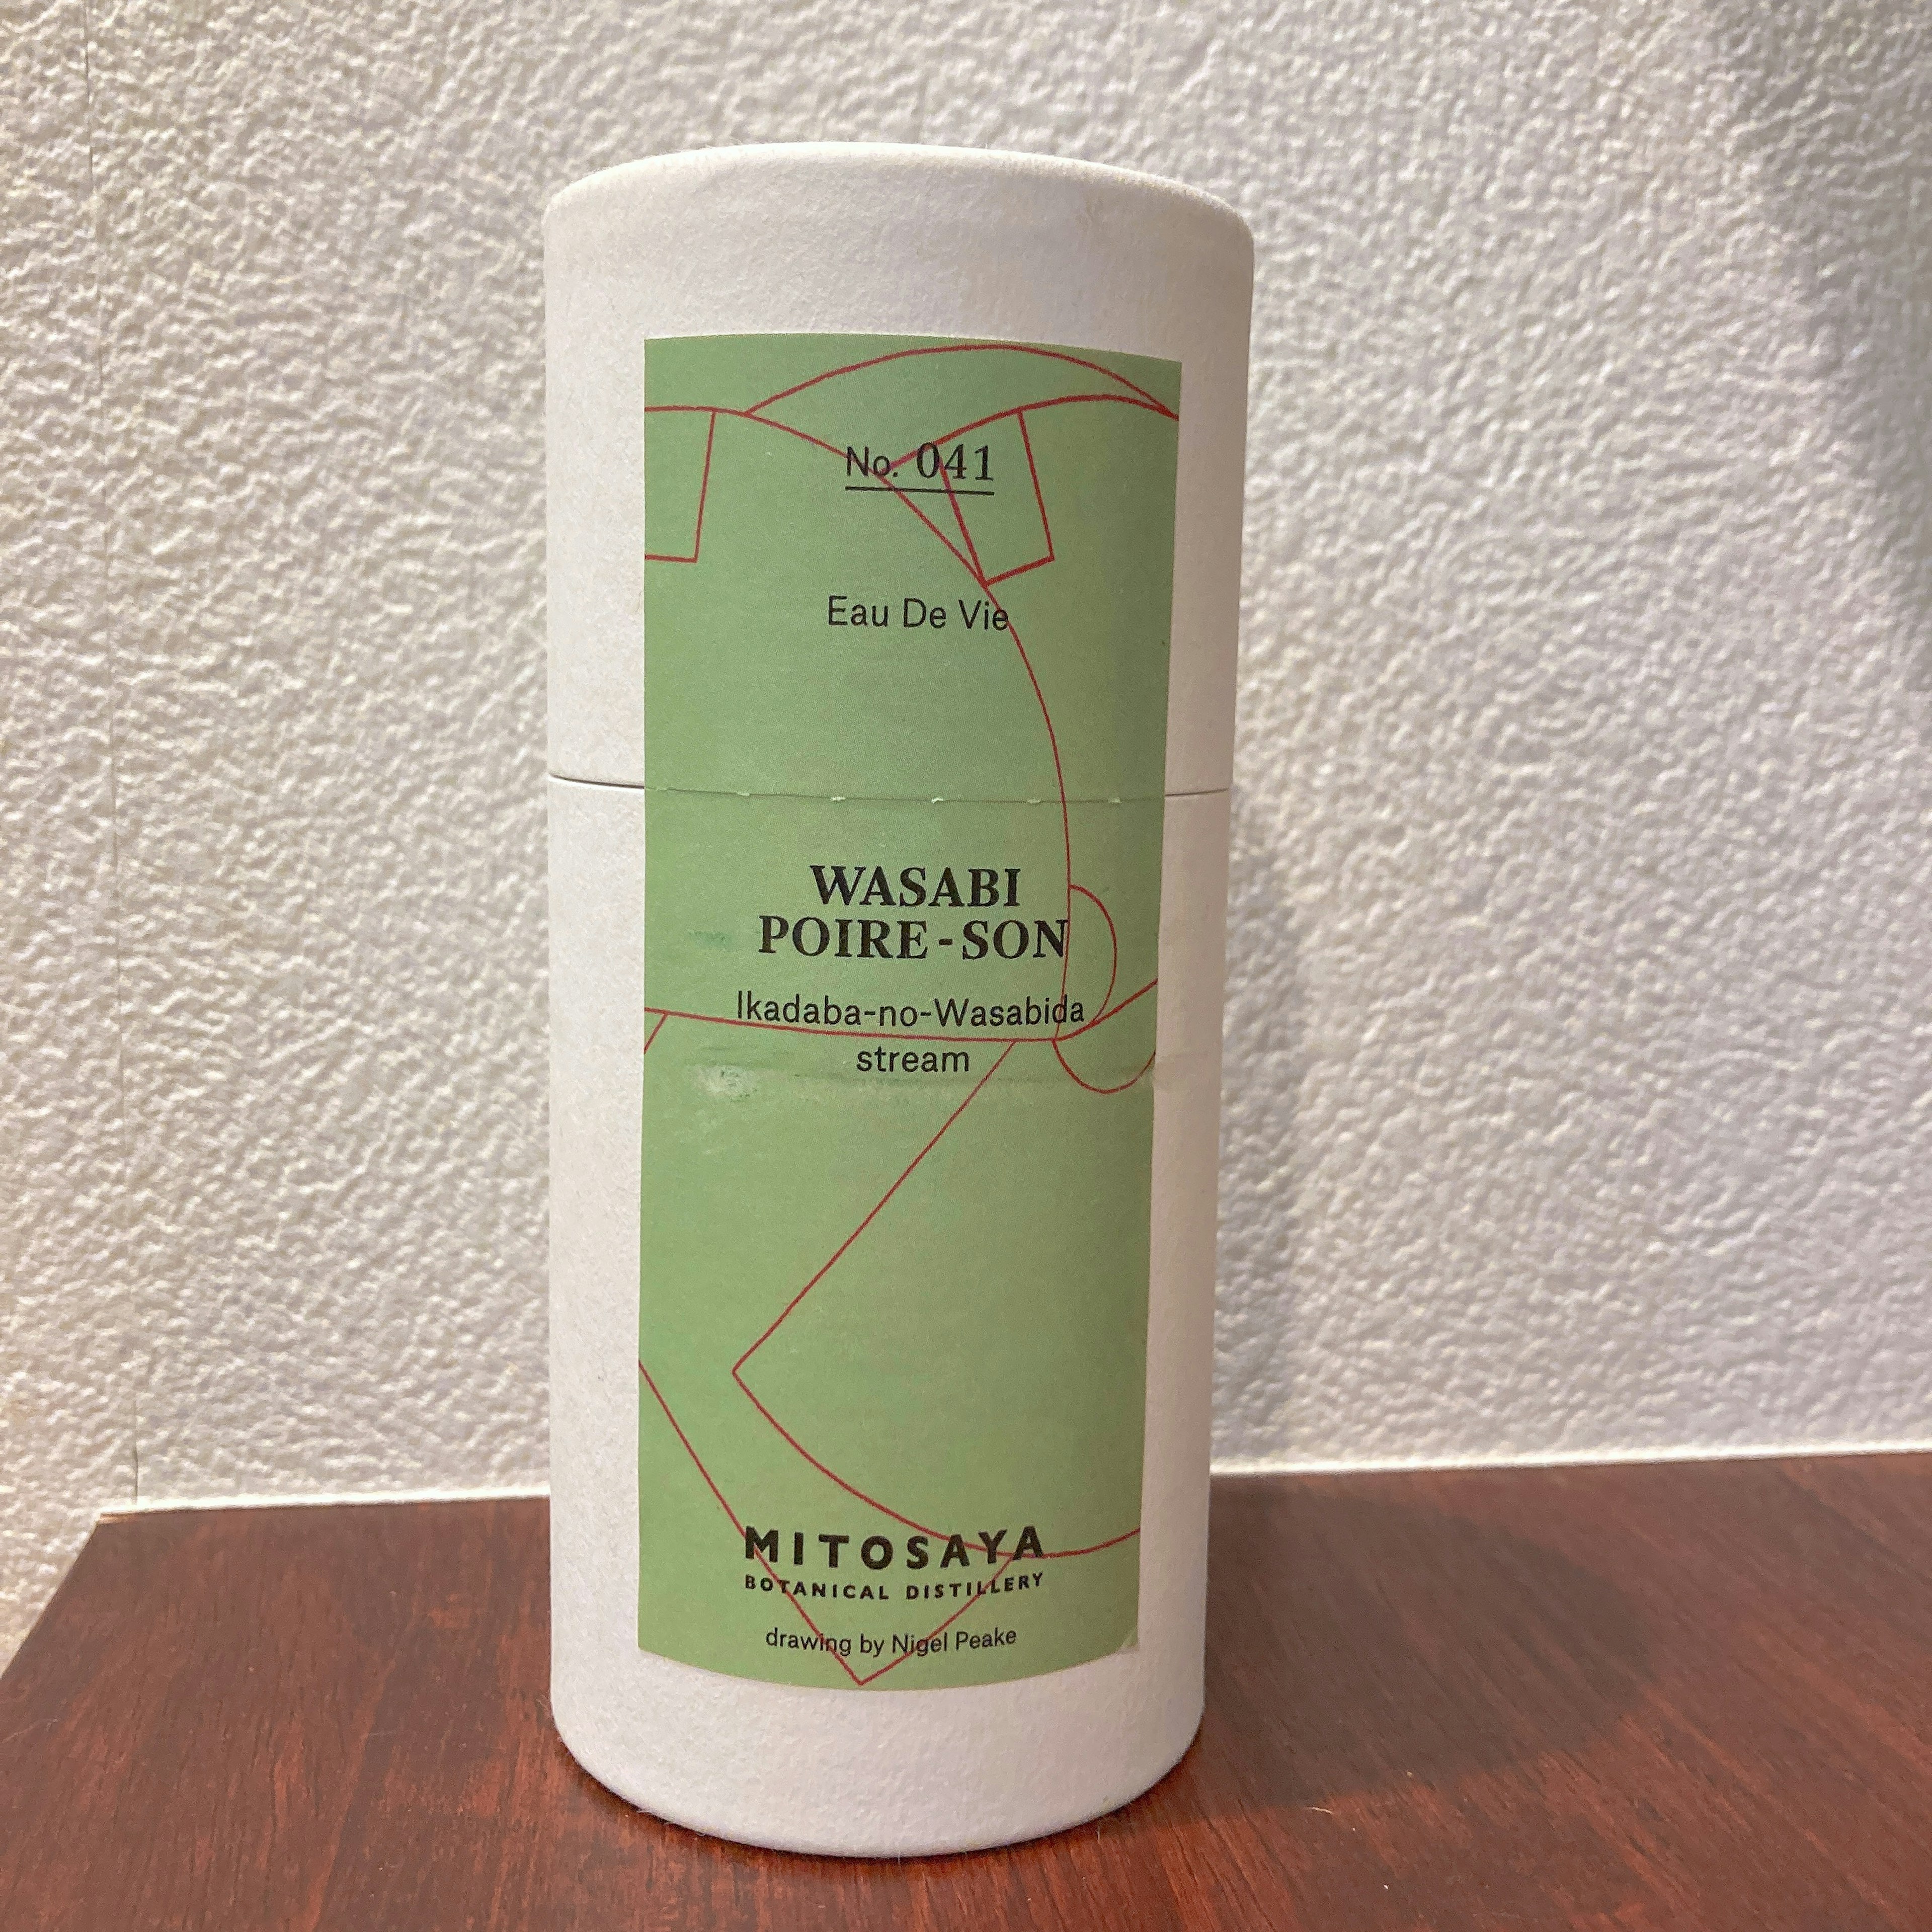 No. 041
Eau De Vie
WASABI
POIRE-SON
Ikadaba-no-Wasabida
stream
MITOSAYA
BOTANICAL DISTILLERY
drawing by Nigel Peake